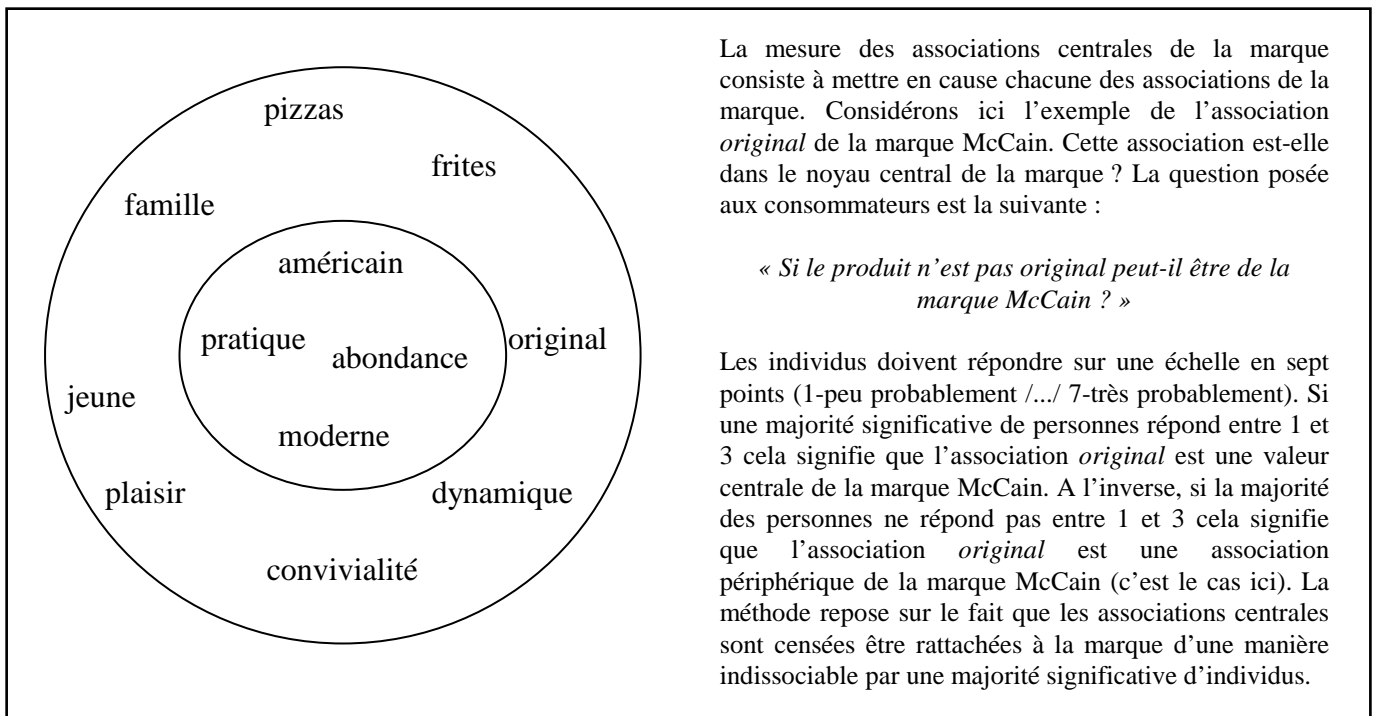 pizzas
frites
famille
américain
pratique
abondance
original
jeune
moderne
plaisir
dynamique
convivialité
La mesure des associations centrales de la marque
consiste à mettre en cause chacune des associations de la
marque. Considérons ici l’exemple de l’association
original de la marque McCain. Cette association est-elle
dans le noyau central de la marque ? La question posée
aux consommateurs est la suivante :
« Si le produit n’est pas original peut-il être de la
marque McCain ? »
Les individus doivent répondre sur une échelle en sept
points (1-peu probablement /.../ 7-très probablement). Si
une majorité significative de personnes répond entre 1 et
3 cela signifie que l’association original est une valeur
centrale de la marque McCain. A l’inverse, si la majorité
des personnes ne répond pas entre 1 et 3 cela signifie
que l’association original est une association
périphérique de la marque McCain (c’est le cas ici). La
méthode repose sur le fait que les associations centrales
sont censées être rattachées à la marque d’une manière
indissociable par une majorité significative d’individus.